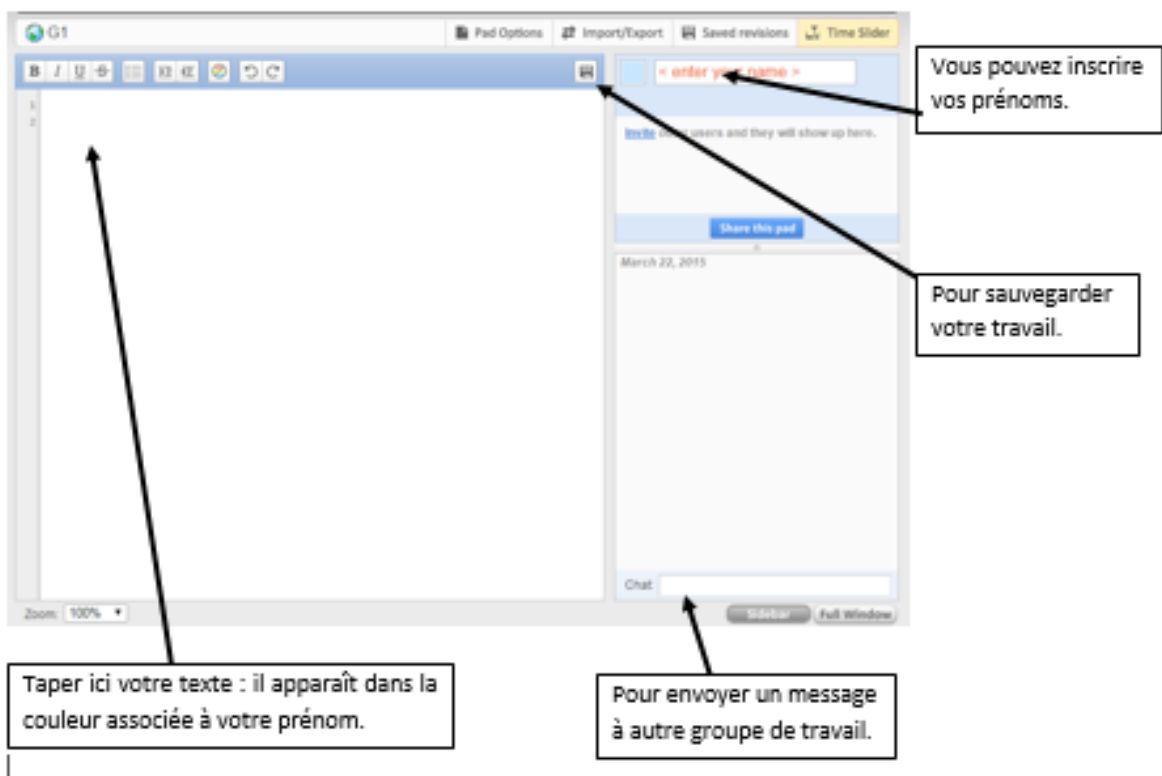 G1
Pad Options Import/Export Saved revisions Time Slider
B I U S
< enter your name >
Vous pouvez inscrire
vos prénoms.
1
2
Invite users and they will show up here.
Share this pad
March 22, 2015
Pour sauvegarder
votre travail.
Chat
Zoom: 100%
Sidebar Full Window
Taper ici votre texte : il apparaît dans la
couleur associée à votre prénom.
Pour envoyer un message
à autre groupe de travail.